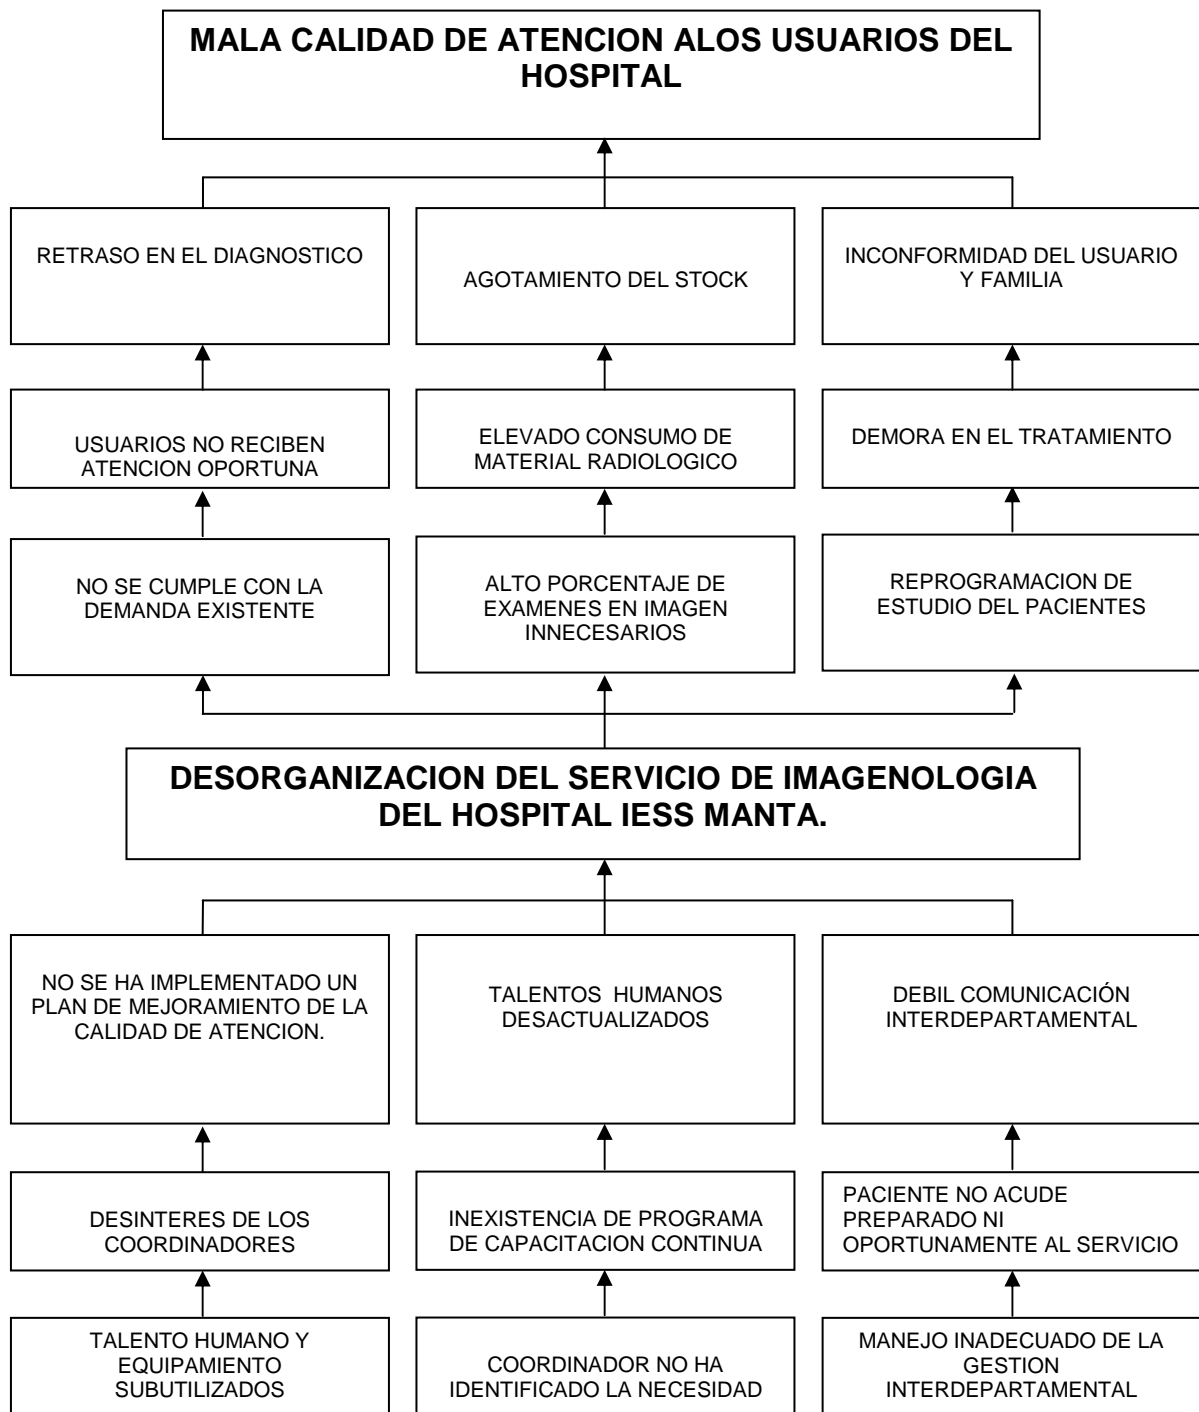 MALA CALIDAD DE ATENCION ALOS USUARIOS DEL
HOSPITAL
RETRASO EN EL DIAGNOSTICO
AGOTAMIENTO DEL STOCK
INCONFORMIDAD DEL USUARIO
Y FAMILIA
USUARIOS NO RECIBEN
ATENCION OPORTUNA
ELEVADO CONSUMO DE
MATERIAL RADIOLOGICO
DEMORA EN EL TRATAMIENTO
NO SE CUMPLE CON LA
DEMANDA EXISTENTE
ALTO PORCENTAJE DE
EXAMENES EN IMAGEN
INNECESARIOS
REPROGRAMACION DE
ESTUDIO DEL PACIENTES
DESORGANIZACION DEL SERVICIO DE IMAGENOLOGIA
DEL HOSPITAL IESS MANTA.
NO SE HA IMPLEMENTADO UN
PLAN DE MEJORAMIENTO DE LA
CALIDAD DE ATENCION.
TALENTOS  HUMANOS
DESACTUALIZADOS
DEBIL COMUNICACIÓN
INTERDEPARTAMENTAL
DESINTERES DE LOS
COORDINADORES
INEXISTENCIA DE PROGRAMA
DE CAPACITACION CONTINUA
PACIENTE NO ACUDE
PREPARADO NI
OPORTUNAMENTE AL SERVICIO
TALENTO HUMANO Y
EQUIPAMIENTO
SUBUTILIZADOS
COORDINADOR NO HA
IDENTIFICADO LA NECESIDAD
MANEJO INADECUADO DE LA
GESTION
INTERDEPARTAMENTAL